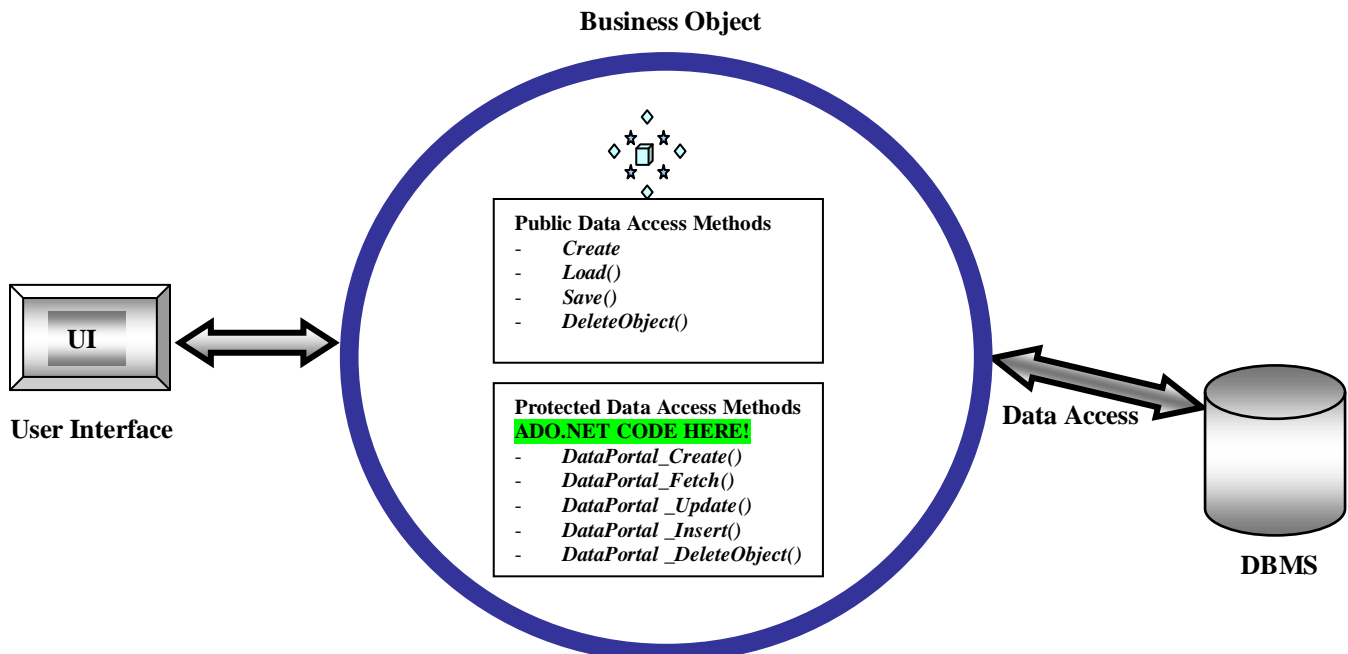 Business Object
Public Data Access Methods
- Create
- Load()
- Save()
- DeleteObject()
UI
User Interface
Protected Data Access Methods
ADO.NET CODE HERE!
- DataPortal_Create()
- DataPortal_Fetch()
- DataPortal _Update()
- DataPortal _Insert()
- DataPortal _DeleteObject()
Data Access
DBMS